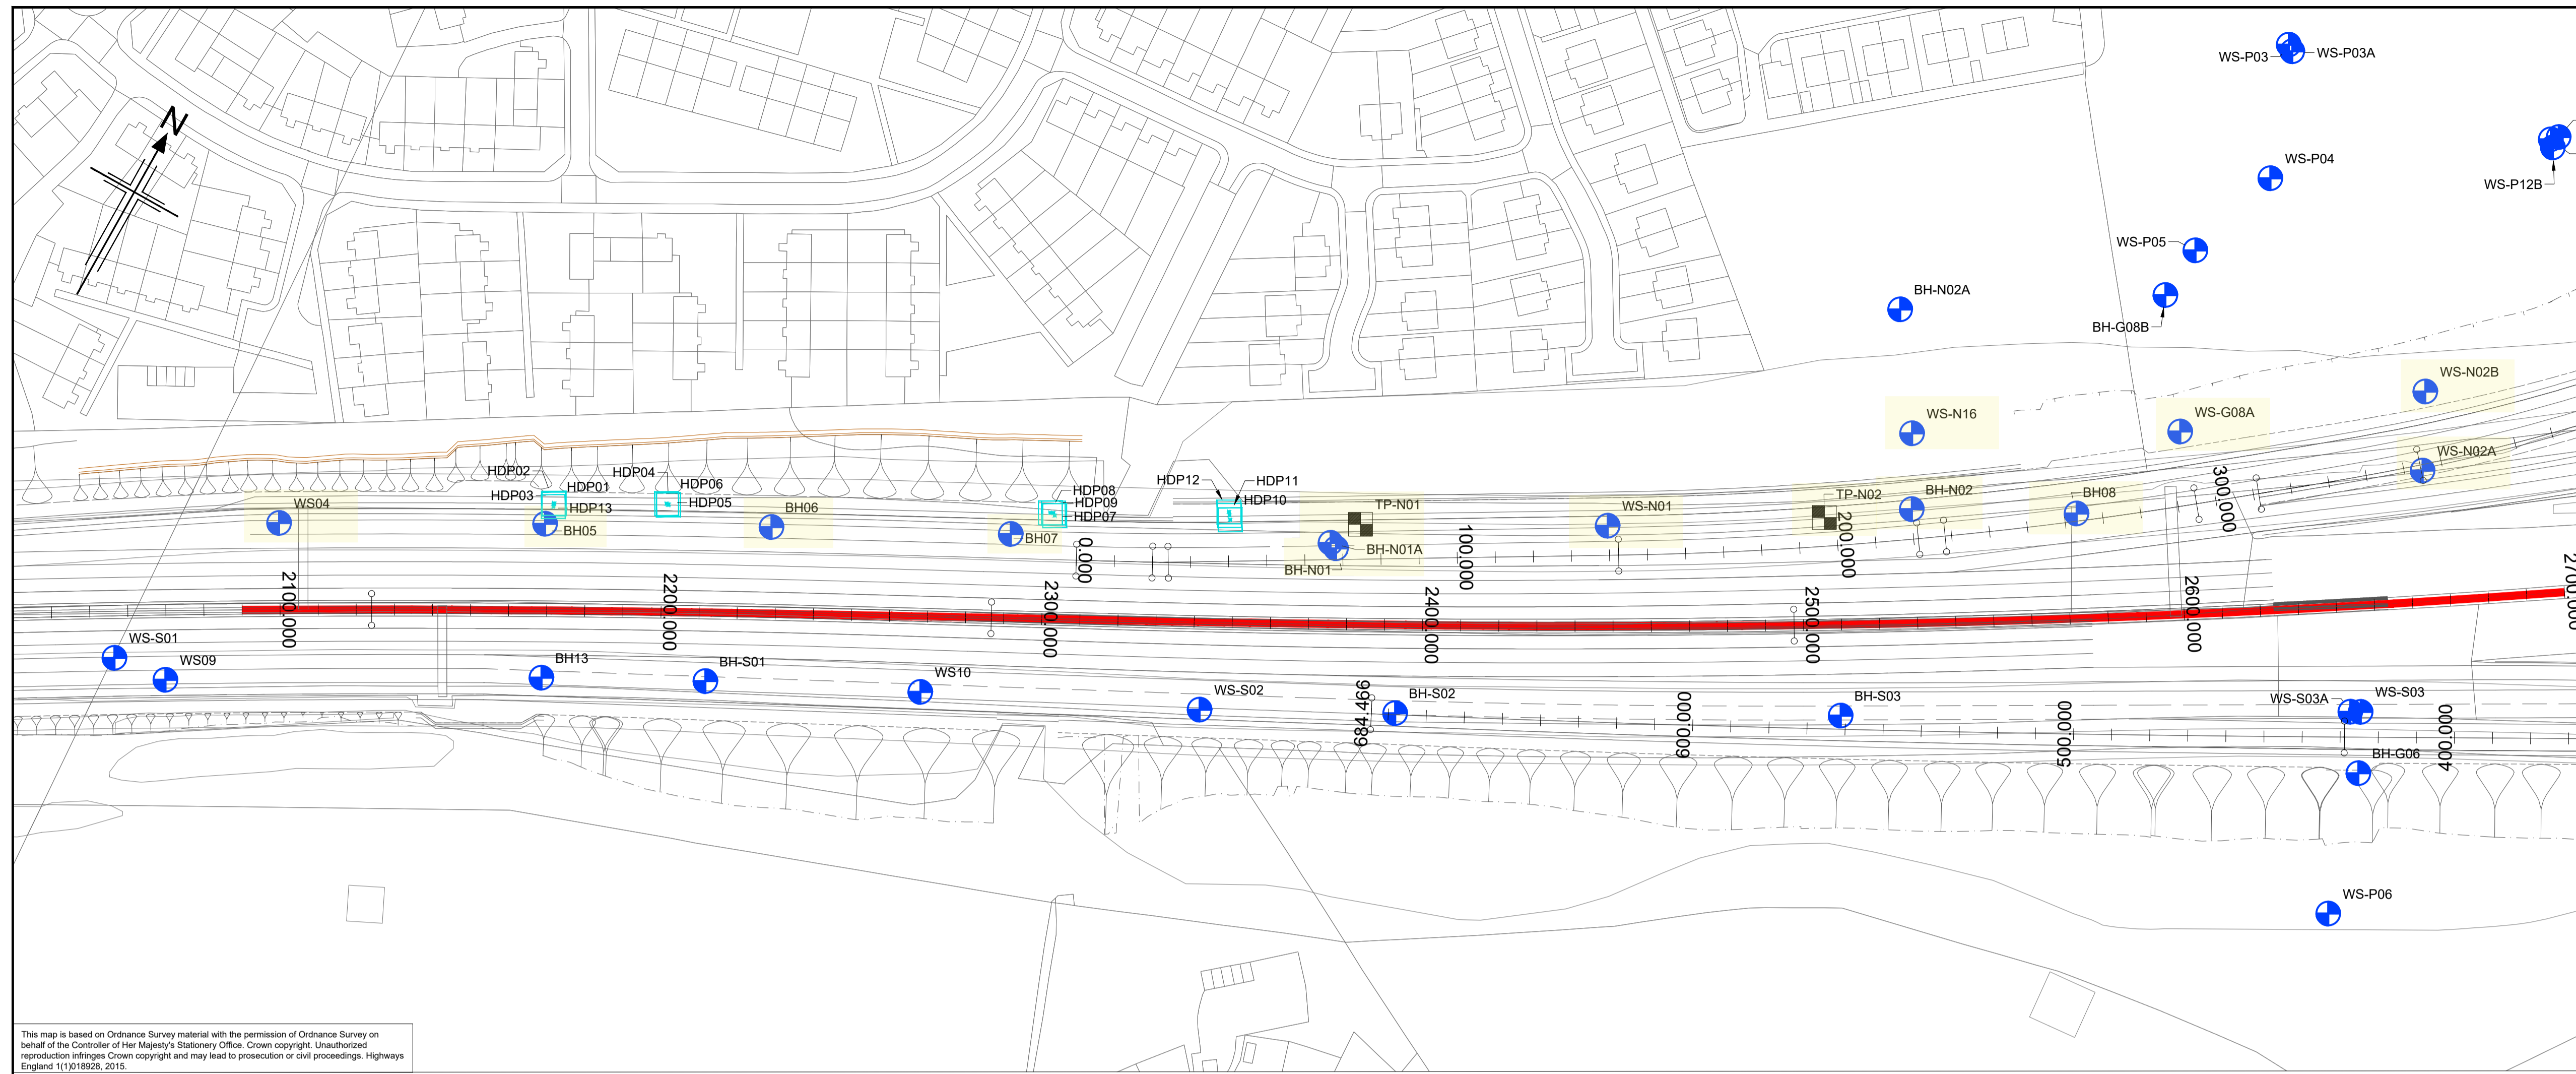 N
WS-P03
WS-P03A
WS-P04
WS-P12B
WS-P05
BH-N02A
BH-G08B
WS-N02B
WS-N16
WS-G08A
WS-N02A
HDP02
HDP04
HDP12
HDP11
HDP03
HDP01
HDP06
HDP08
HDP10
HDP13
HDP05
HDP09
HDP07
WS04
BH05
BH06
BH07
TP-N01
BH-N01A
BH-N01
WS-N01
TP-N02
BH-N02
BH08
0.000
100.000
200.000
300.000
2100.000
2200.000
2300.000
2400.000
2500.000
2600.000
2700.000
WS-S01
WS09
BH13
BH-S01
WS10
WS-S02
684.466
BH-S02
600.000
BH-S03
500.000
WS-S03A
WS-S03
400.000
BH-G06
WS-P06
This map is based on Ordnance Survey material with the permission of Ordnance Survey on
behalf of the Controller of Her Majesty's Stationery Office. Crown copyright. Unauthorized
reproduction infringes Crown copyright and may lead to prosecution or civil proceedings. Highways
England 1(1)018928, 2015.